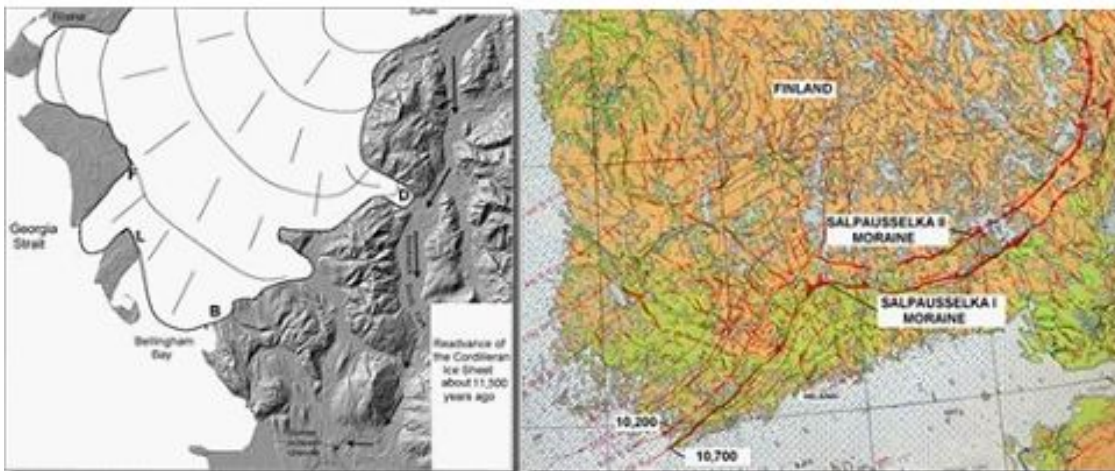 Sumas
F
D
Georgia
Strait
L
B
Bellingham
Bay
Readvance of
the Cordilleran
Ice Sheet
about 11,500
years ago
FINLAND
SALPAUSSELKA II
MORAINE
SALPAUSSELKA I
MORAINE
10,200
10,700